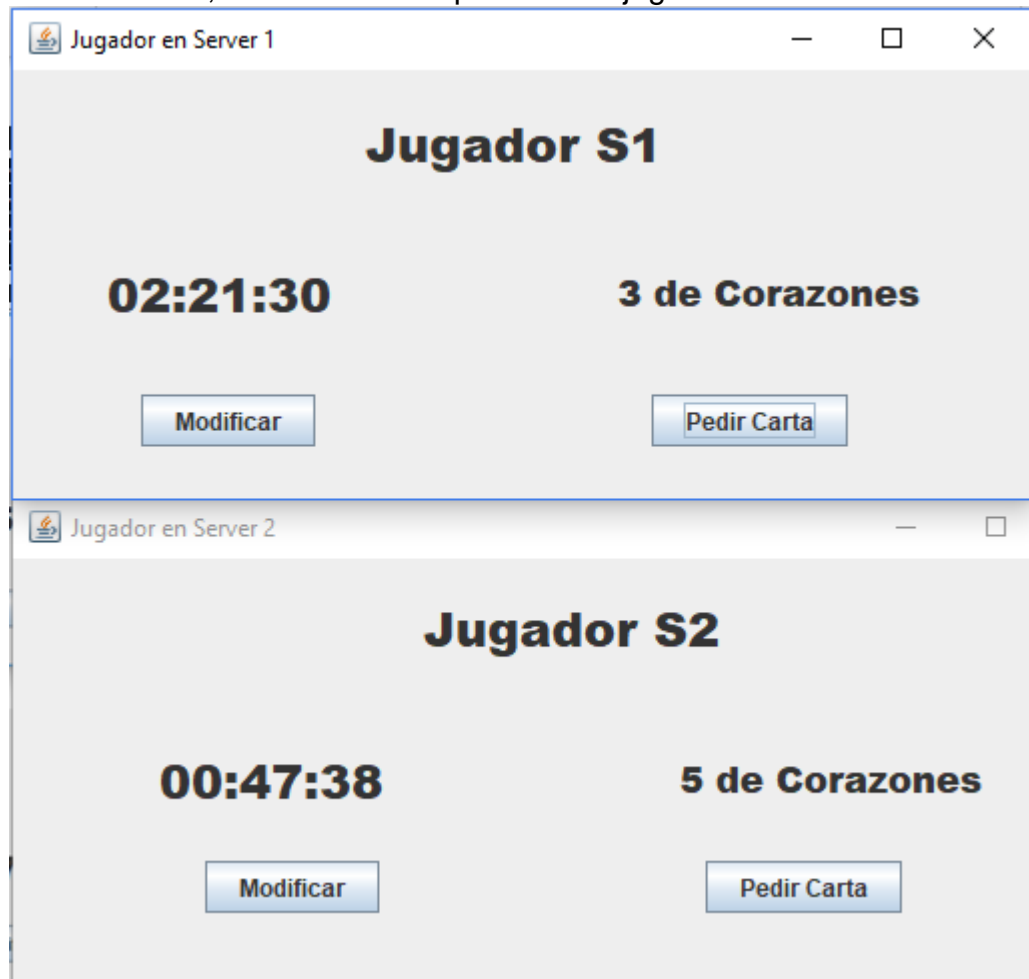 Jugador en Server 1
Jugador S1
02:21:30
3 de Corazones
Modificar
Pedir Carta
Jugador en Server 2
Jugador S2
00:47:38
5 de Corazones
Modificar
Pedir Carta